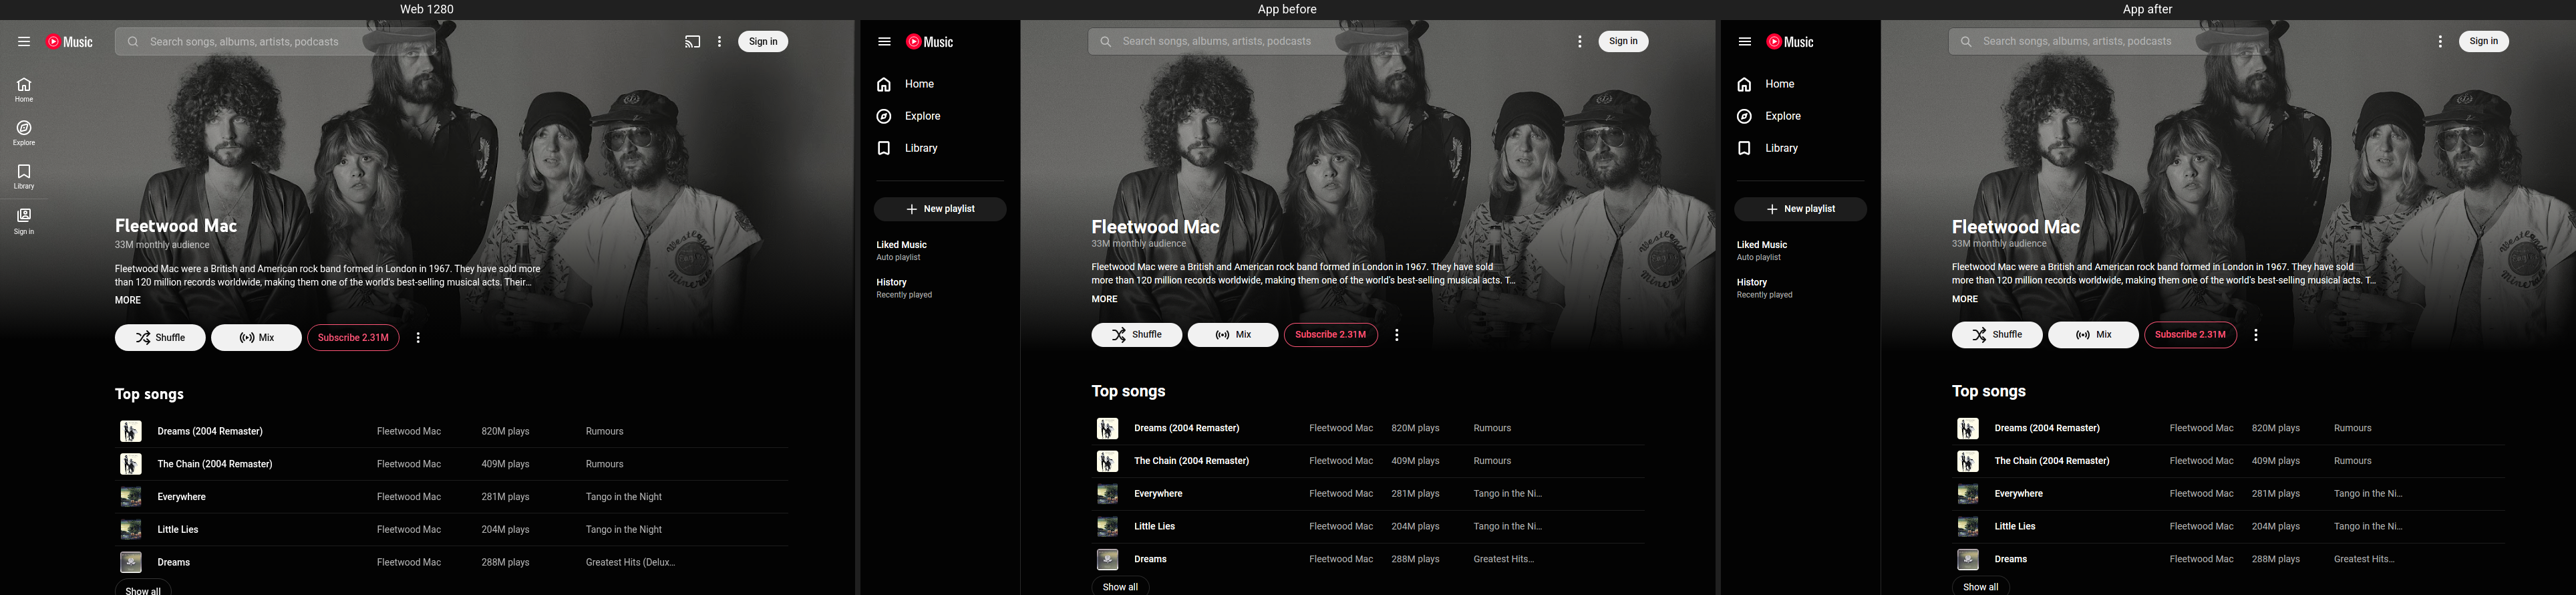 Web 1280
Music
Search songs, albums, artists, podcasts
Sign in
Home
Explore
Library
Sign in
Fleetwood Mac
33M monthly audience
Fleetwood Mac were a British and American rock band formed in London in 1967. They have sold more
than 120 million records worldwide, making them one of the world's best-selling musical acts. Their...
MORE
Shuffle Mix Subscribe 2.31M
Top songs
Dreams (2004 Remaster) Fleetwood Mac 820M plays Rumours
The Chain (2004 Remaster) Fleetwood Mac 409M plays Rumours
Everywhere Fleetwood Mac 281M plays Tango in the Night
Little Lies Fleetwood Mac 204M plays Tango in the Night
Dreams Fleetwood Mac 288M plays Greatest Hits (Delux...
Show all
App before
Music
Search songs, albums, artists, podcasts
Sign in
Home
Explore
Library
New playlist
Liked Music
Auto playlist
History
Recently played
Fleetwood Mac
33M monthly audience
Fleetwood Mac were a British and American rock band formed in London in 1967. They have sold
more than 120 million records worldwide, making them one of the world's best-selling musical acts. T...
MORE
Shuffle Mix Subscribe 2.31M
Top songs
Dreams (2004 Remaster) Fleetwood Mac 820M plays Rumours
The Chain (2004 Remaster) Fleetwood Mac 409M plays Rumours
Everywhere Fleetwood Mac 281M plays Tango in the Ni...
Little Lies Fleetwood Mac 204M plays Tango in the Ni...
Dreams Fleetwood Mac 288M plays Greatest Hits...
Show all
App after
Music
Search songs, albums, artists, podcasts
Sign in
Home
Explore
Library
New playlist
Liked Music
Auto playlist
History
Recently played
Fleetwood Mac
33M monthly audience
Fleetwood Mac were a British and American rock band formed in London in 1967. They have sold
more than 120 million records worldwide, making them one of the world's best-selling musical acts. T...
MORE
Shuffle Mix Subscribe 2.31M
Top songs
Dreams (2004 Remaster) Fleetwood Mac 820M plays Rumours
The Chain (2004 Remaster) Fleetwood Mac 409M plays Rumours
Everywhere Fleetwood Mac 281M plays Tango in the Ni...
Little Lies Fleetwood Mac 204M plays Tango in the Ni...
Dreams Fleetwood Mac 288M plays Greatest Hits...
Show all